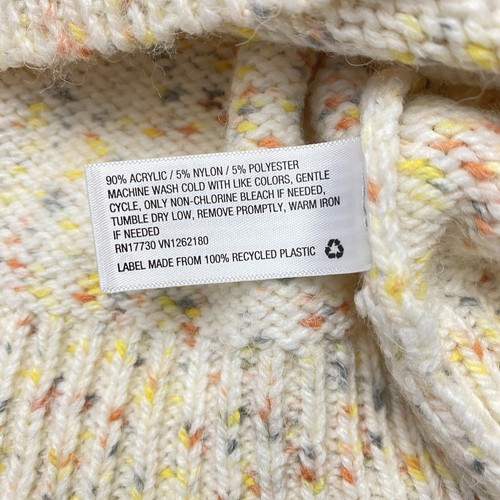 90% ACRYLIC / 5% NYLON / 5% POLYESTER
MACHINE WASH COLD WITH LIKE COLORS, GENTLE
CYCLE, ONLY NON-CHLORINE BLEACH IF NEEDED,
TUMBLE DRY LOW, REMOVE PROMPTLY, WARM IRON
IF NEEDED
RN17730 VN1262180
LABEL MADE FROM 100% RECYCLED PLASTIC